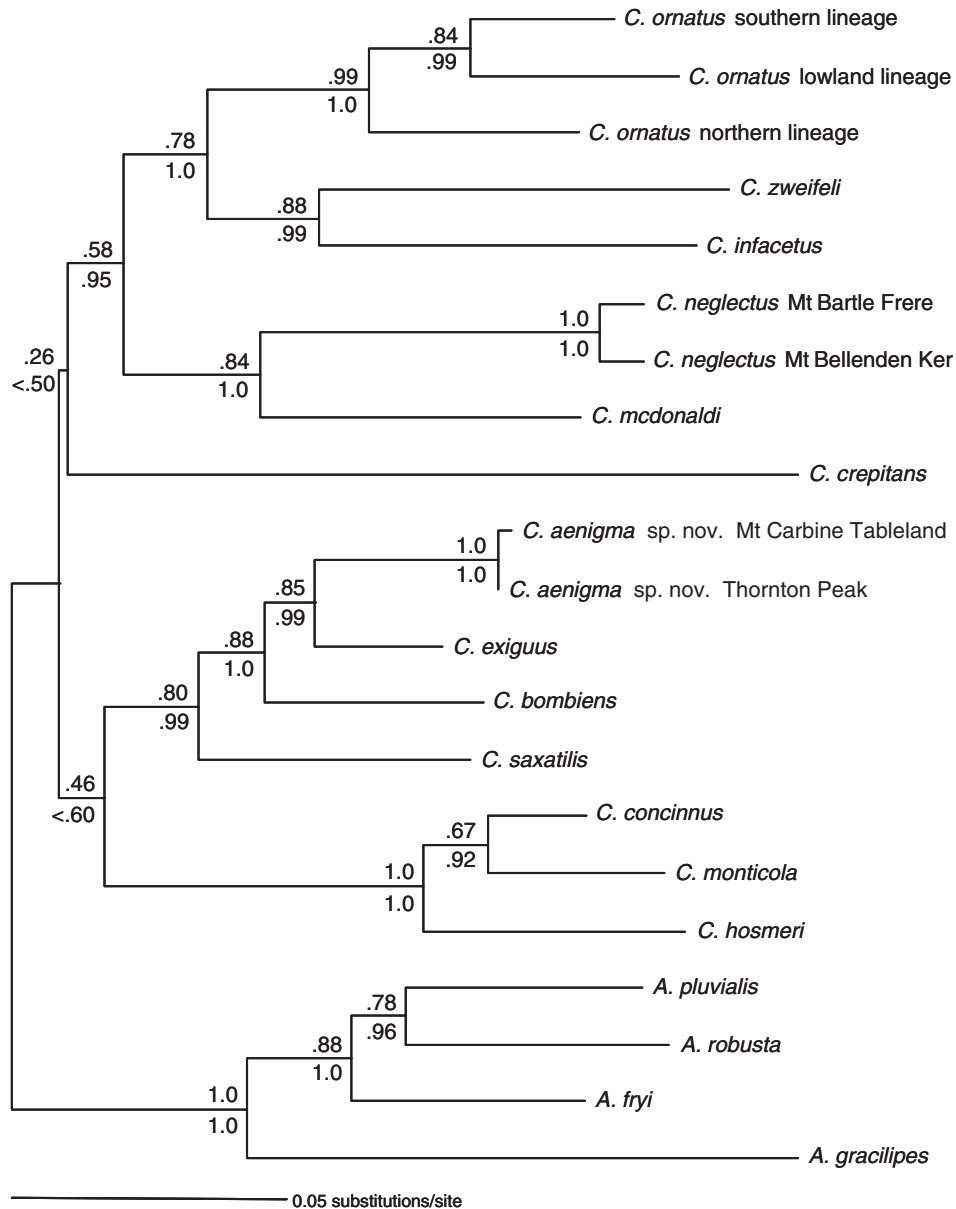 C. ornatus southern lineage
.84
.99
C. ornatus lowland lineage
.99
1.0
C. ornatus northern lineage
.78
1.0
C. zweifeli
.88
.99
C. infacetus
.58
.95
C. neglectus Mt Bartle Frere
1.0
1.0
C. neglectus Mt Bellenden Ker
.26
<.50
.84
1.0
C. mcdonaldi
C. crepitans
C. aenigma sp. nov. Mt Carbine Tableland
1.0
1.0
C. aenigma sp. nov. Thornton Peak
.85
.99
C. exiguus
.88
1.0
C. bombiens
.80
.99
C. saxatilis
.46
<.60
C. concinnus
.67
.92
C. monticola
1.0
1.0
C. hosmeri
A. pluvialis
.78
.96
A. robusta
.88
1.0
A. fryi
1.0
1.0
A. gracilipes
0.05 substitutions/site